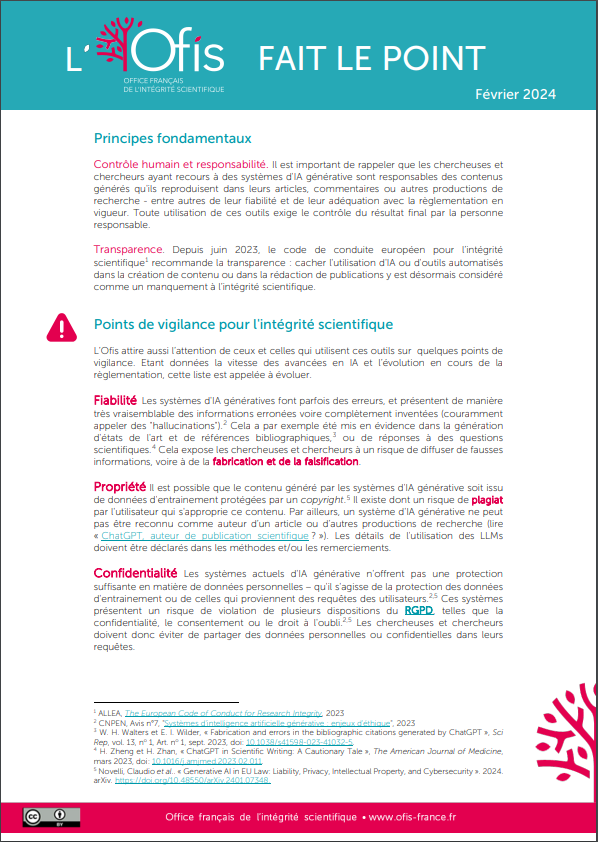 L'Ofis FAIT LE POINT
OFFICE FRANÇAIS
DE L'INTÉGRITÉ SCIENTIFIQUE
Février 2024
Principes fondamentaux
Contrôle humain et responsabilité. Il est important de rappeler que les chercheuses et
chercheurs ayant recours à des systèmes d'IA générative sont responsables des contenus
générés qu'ils reproduisent dans leurs articles, commentaires ou autres productions de
recherche - entre autres de leur fiabilité et de leur adéquation avec la règlementation en
vigueur. Toute utilisation de ces outils exige le contrôle du résultat final par la personne
responsable.
Transparence. Depuis juin 2023, le code de conduite européen pour l'intégrité
scientifique1 recommande la transparence : cacher l'utilisation d'IA ou d'outils automatisés
dans la création de contenu ou dans la rédaction de publications y est désormais considéré
comme un manquement à l'intégrité scientifique.
Points de vigilance pour l'intégrité scientifique
L'Ofis attire aussi l'attention de ceux et celles qui utilisent ces outils sur quelques points de
vigilance. Etant données la vitesse des avancées en IA et l'évolution en cours de la
règlementation, cette liste est appelée à évoluer.
Fiabilité Les systèmes d'IA génératives font parfois des erreurs, et présentent de manière
très vraisemblable des informations erronées voire complètement inventées (couramment
appeler des "hallucinations").2 Cela a par exemple été mis en évidence dans la génération
d'états de l'art et de références bibliographiques,3 ou de réponses à des questions
scientifiques.4 Cela expose les chercheuses et chercheurs à un risque de diffuser de fausses
informations, voire à de la fabrication et de la falsification.
Propriété Il est possible que le contenu généré par les systèmes d'IA générative soit issu
de données d'entrainement protégées par un copyright.5 Il existe dont un risque de plagiat
par l'utilisateur qui s'approprie ce contenu. Par ailleurs, un système d'IA générative ne peut
pas être reconnu comme auteur d'un article ou d'autres productions de recherche (lire
« ChatGPT, auteur de publication scientifique ? »). Les détails de l'utilisation des LLMs
doivent être déclarés dans les méthodes et/ou les remerciements.
Confidentialité Les systèmes actuels d'IA générative n'offrent pas une protection
suffisante en matière de données personnelles – qu'il s'agisse de la protection des données
d'entrainement ou de celles qui proviennent des requêtes des utilisateurs.2,5 Ces systèmes
présentent un risque de violation de plusieurs dispositions du RGPD, telles que la
confidentialité, le consentement ou le droit à l'oubli.2,5 Les chercheuses et chercheurs
doivent donc éviter de partager des données personnelles ou confidentielles dans leurs
requêtes.
1 ALLEA, The European Code of Conduct for Research Integrity, 2023
2 CNPEN, Avis n°7, "Systèmes d'intelligence artificielle générative : enjeux d'éthique", 2023
3 W. H. Walters et E. I. Wilder, « Fabrication and errors in the bibliographic citations generated by ChatGPT », Sci
Rep, vol. 13, nº 1, Art. nº 1, sept. 2023, doi: 10.1038/s41598-023-41032-5.
4 H. Zheng et H. Zhan, « ChatGPT in Scientific Writing: A Cautionary Tale », The American Journal of Medicine,
mars 2023, doi: 10.1016/j.amjmed.2023.02.011.
5 Novelli, Claudio et al.. « Generative AI in EU Law: Liability, Privacy, Intellectual Property, and Cybersecurity ». 2024.
arXiv. https://doi.org/10.48550/arXiv.2401.07348.
cc BY
Office français de l'intégrité scientifique • www.ofis-france.fr